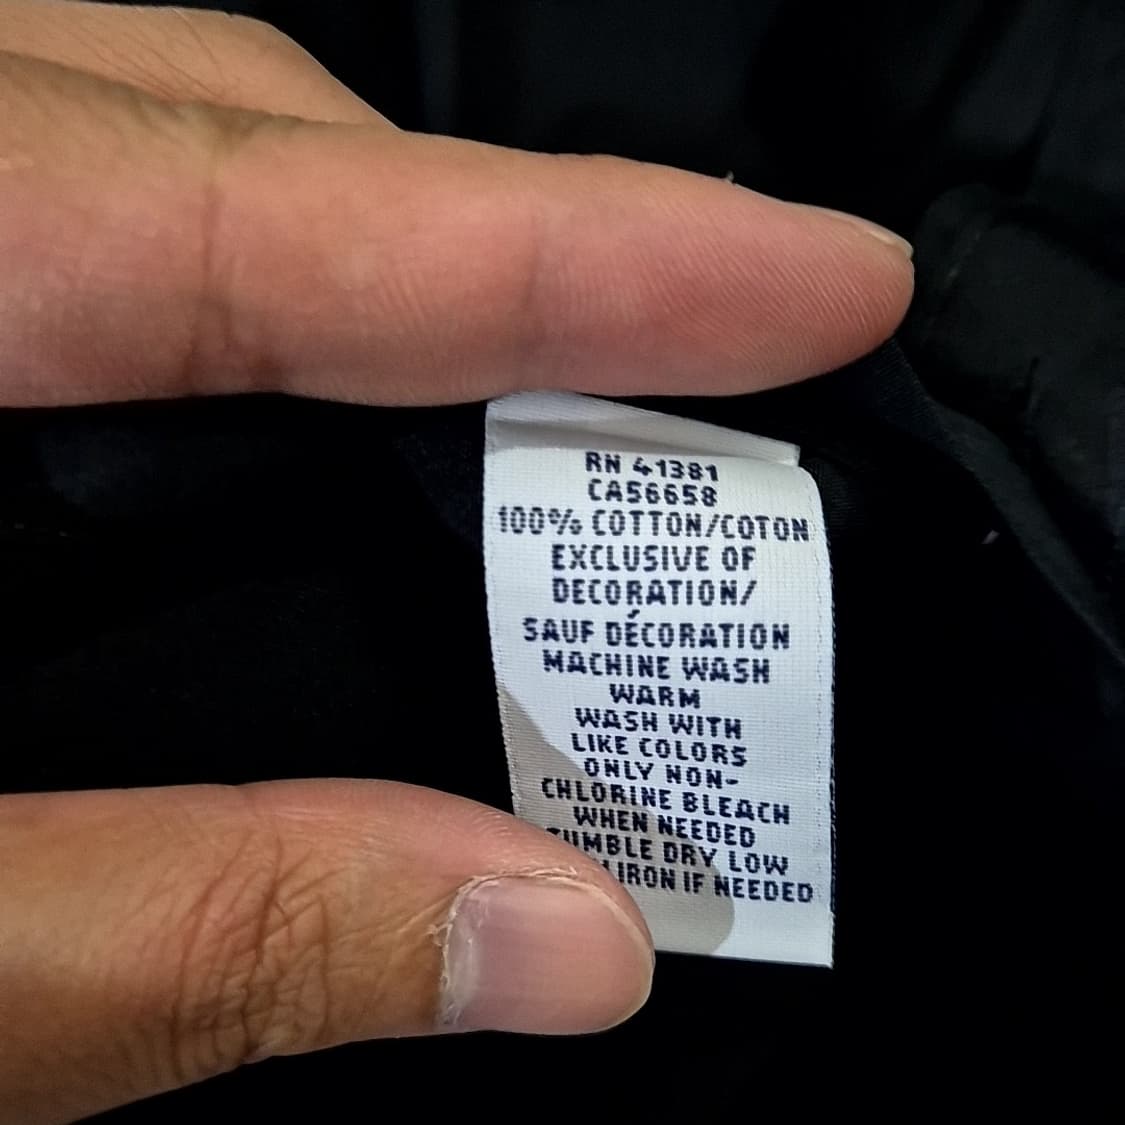 RN 41381
CA56658
100% COTTON/COTON
EXCLUSIVE OF
DECORATION/
SAUF DÉCORATION
MACHINE WASH
WARM
WASH WITH
LIKE COLORS
ONLY NON-
CHLORINE BLEACH
WHEN NEEDED
TUMBLE DRY LOW
IRON IF NEEDED